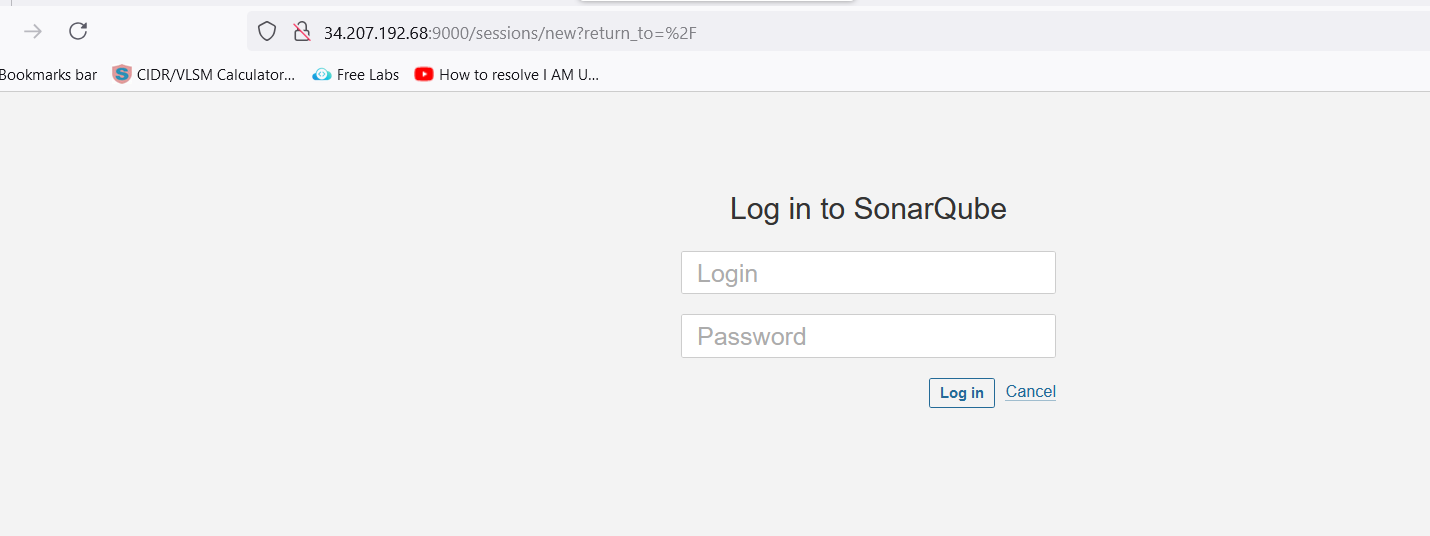 34.207.192.68:9000/sessions/new?return_to=%2F
Bookmarks bar CIDR/VLSM Calculator... Free Labs How to resolve I AM U...
Log in to SonarQube
Login
Password
Log in Cancel